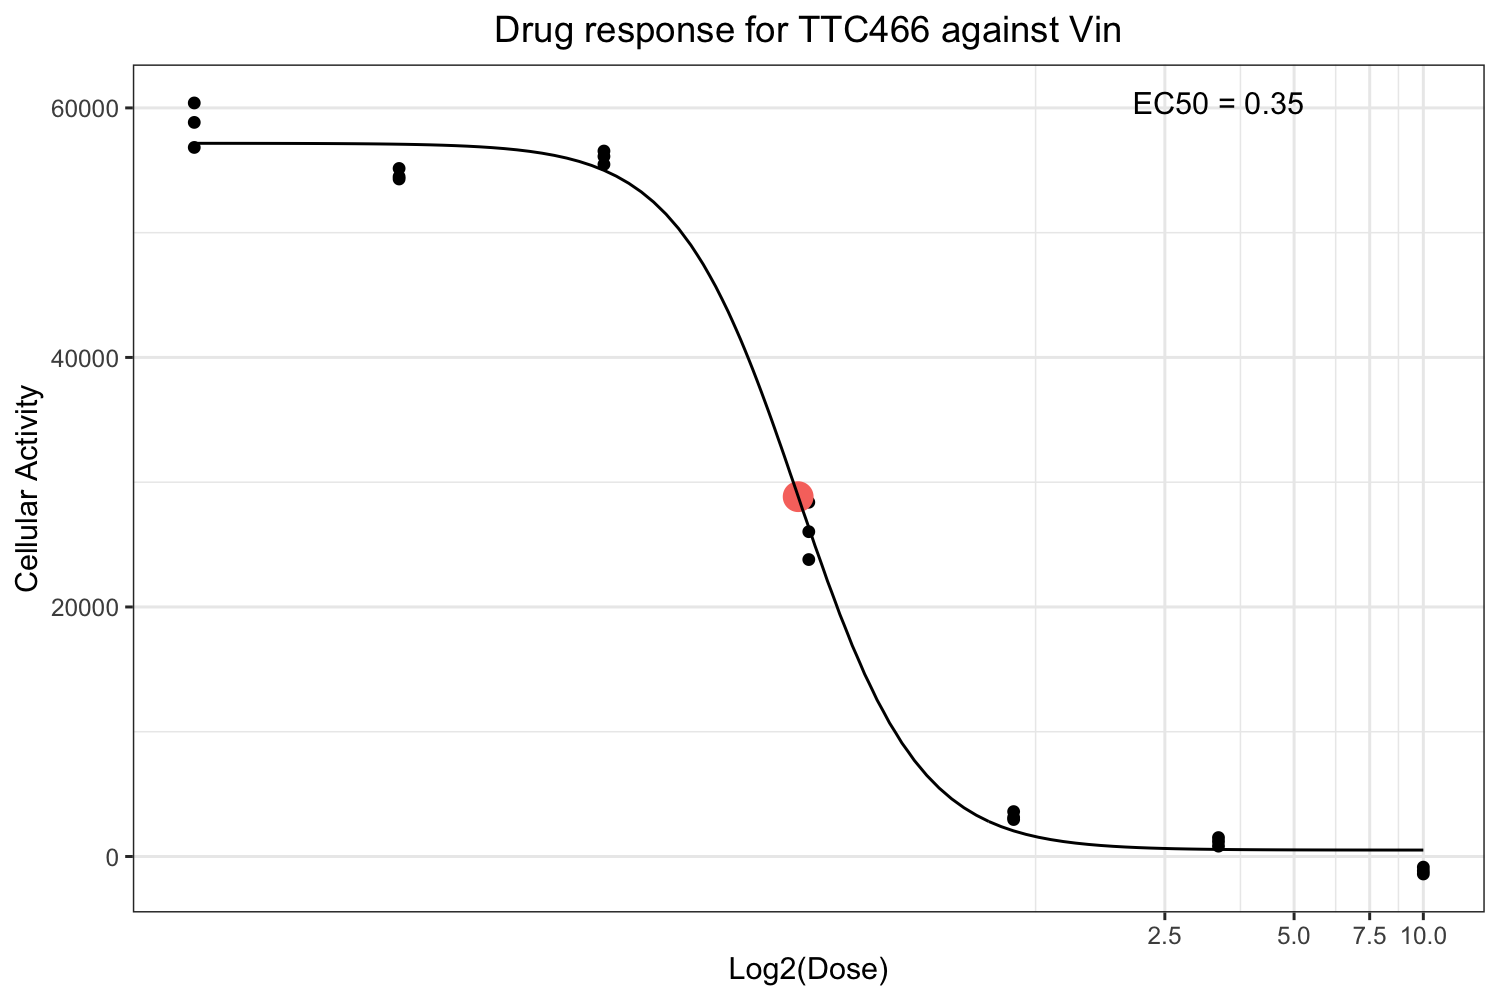 Drug response for TTC466 against Vin
EC50 = 0.35
60000
40000
20000
0
Cellular Activity
2.5 5.0 7.5 10.0
Log2(Dose)